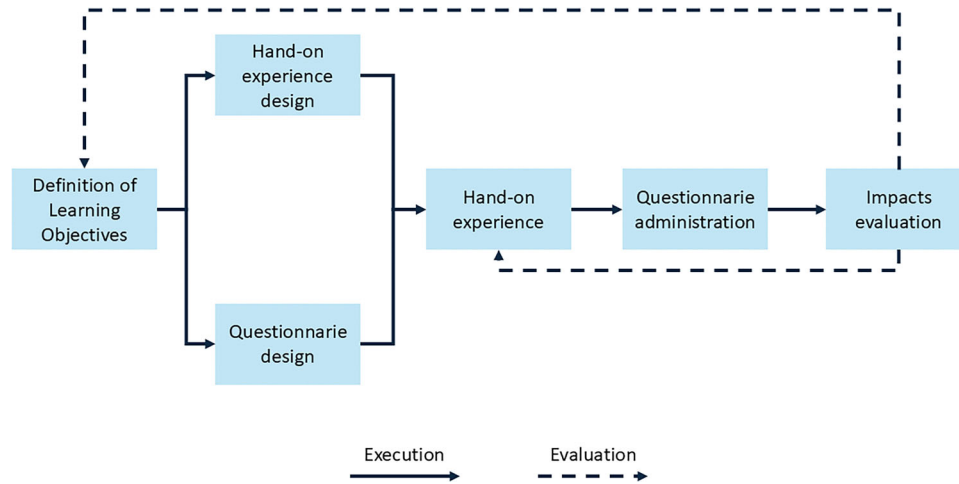 Hand-on
experience
design
Definition of
Learning
Objectives
Hand-on
experience
Questionnarie
administration
Impacts
evaluation
Questionnarie
design
Execution
Evaluation